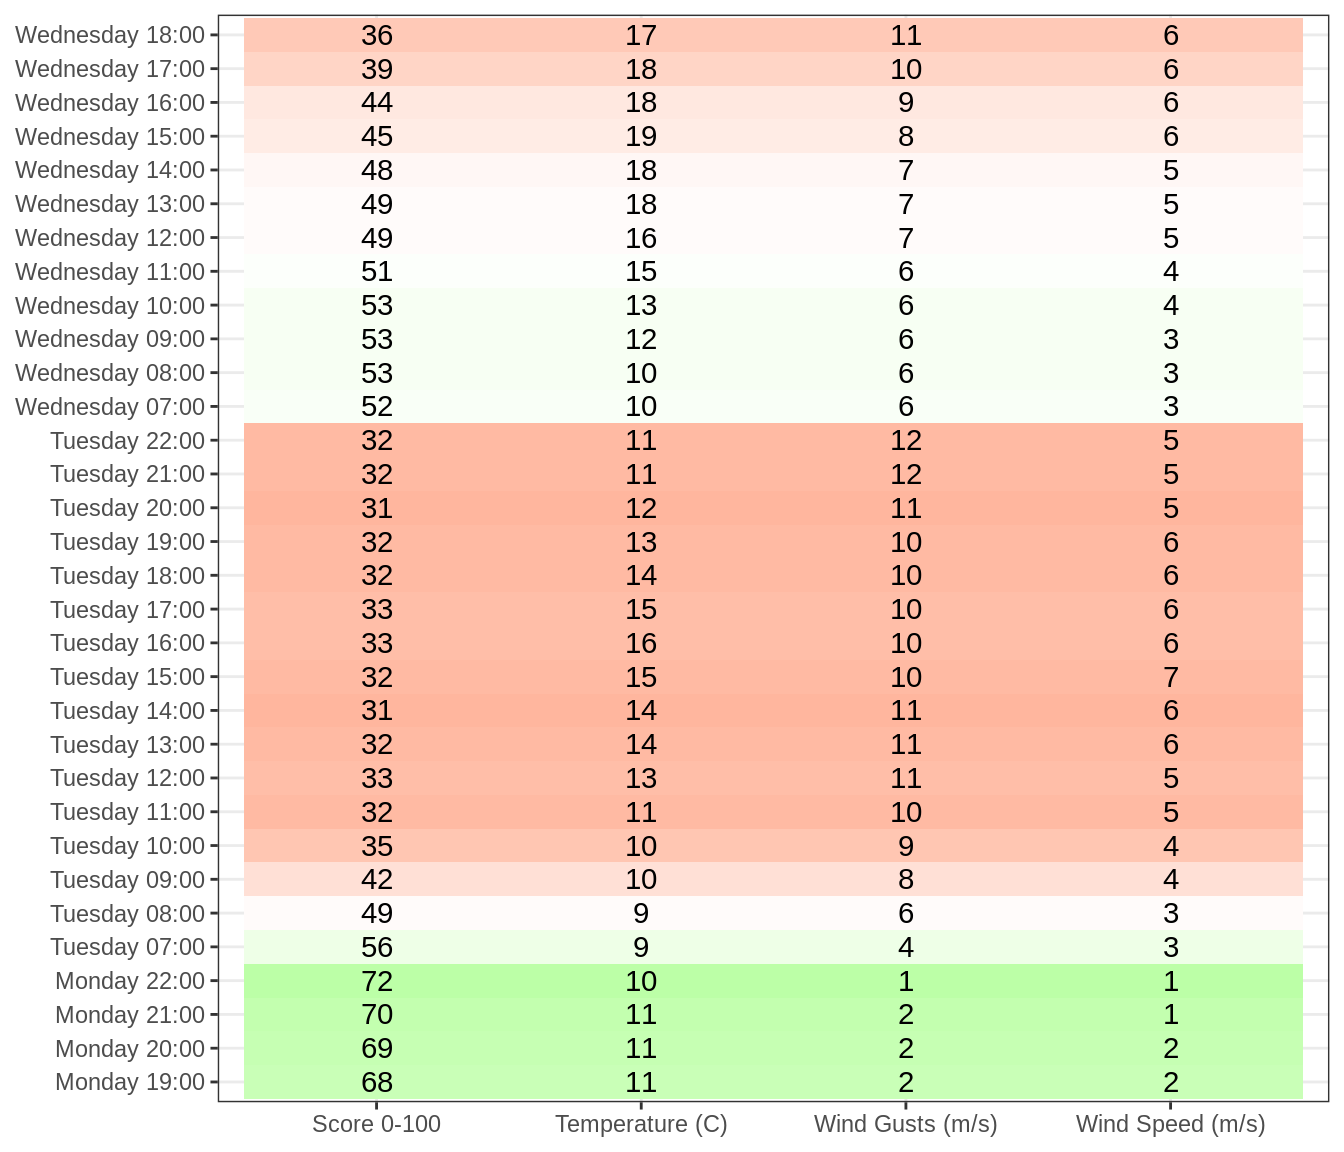 Wednesday 18:00 36 17 11 6
Wednesday 17:00 39 18 10 6
Wednesday 16:00 44 18 9 6
Wednesday 15:00 45 19 8 6
Wednesday 14:00 48 18 7 5
Wednesday 13:00 49 18 7 5
Wednesday 12:00 49 16 7 5
Wednesday 11:00 51 15 6 4
Wednesday 10:00 53 13 6 4
Wednesday 09:00 53 12 6 3
Wednesday 08:00 53 10 6 3
Wednesday 07:00 52 10 6 3
Tuesday 22:00 32 11 12 5
Tuesday 21:00 32 11 12 5
Tuesday 20:00 31 12 11 5
Tuesday 19:00 32 13 10 6
Tuesday 18:00 32 14 10 6
Tuesday 17:00 33 15 10 6
Tuesday 16:00 33 16 10 6
Tuesday 15:00 32 15 10 7
Tuesday 14:00 31 14 11 6
Tuesday 13:00 32 14 11 6
Tuesday 12:00 33 13 11 5
Tuesday 11:00 32 11 10 5
Tuesday 10:00 35 10 9 4
Tuesday 09:00 42 10 8 4
Tuesday 08:00 49 9 6 3
Tuesday 07:00 56 9 4 3
Monday 22:00 72 10 1 1
Monday 21:00 70 11 2 1
Monday 20:00 69 11 2 2
Monday 19:00 68 11 2 2
Score 0-100 Temperature (C) Wind Gusts (m/s) Wind Speed (m/s)